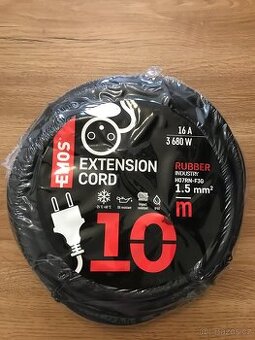 EMOS
16 A
3 680 W
EXTENSION
CORD
RUBBER
INDUSTRY
H07RN-F3G
1.5 mm²
10
m